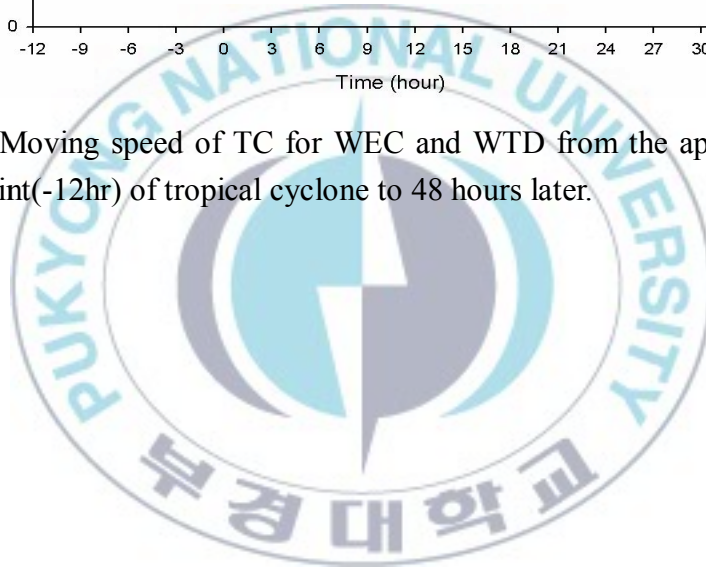 0
-12 -9 -6 -3 0 3 6 9 12 15 18 21 24 27 30
Time (hour)
Moving speed of TC for WEC and WTD from the ap
int(-12hr) of tropical cyclone to 48 hours later.
PUKYONG NATIONAL UNIVERSITY
부경대학교